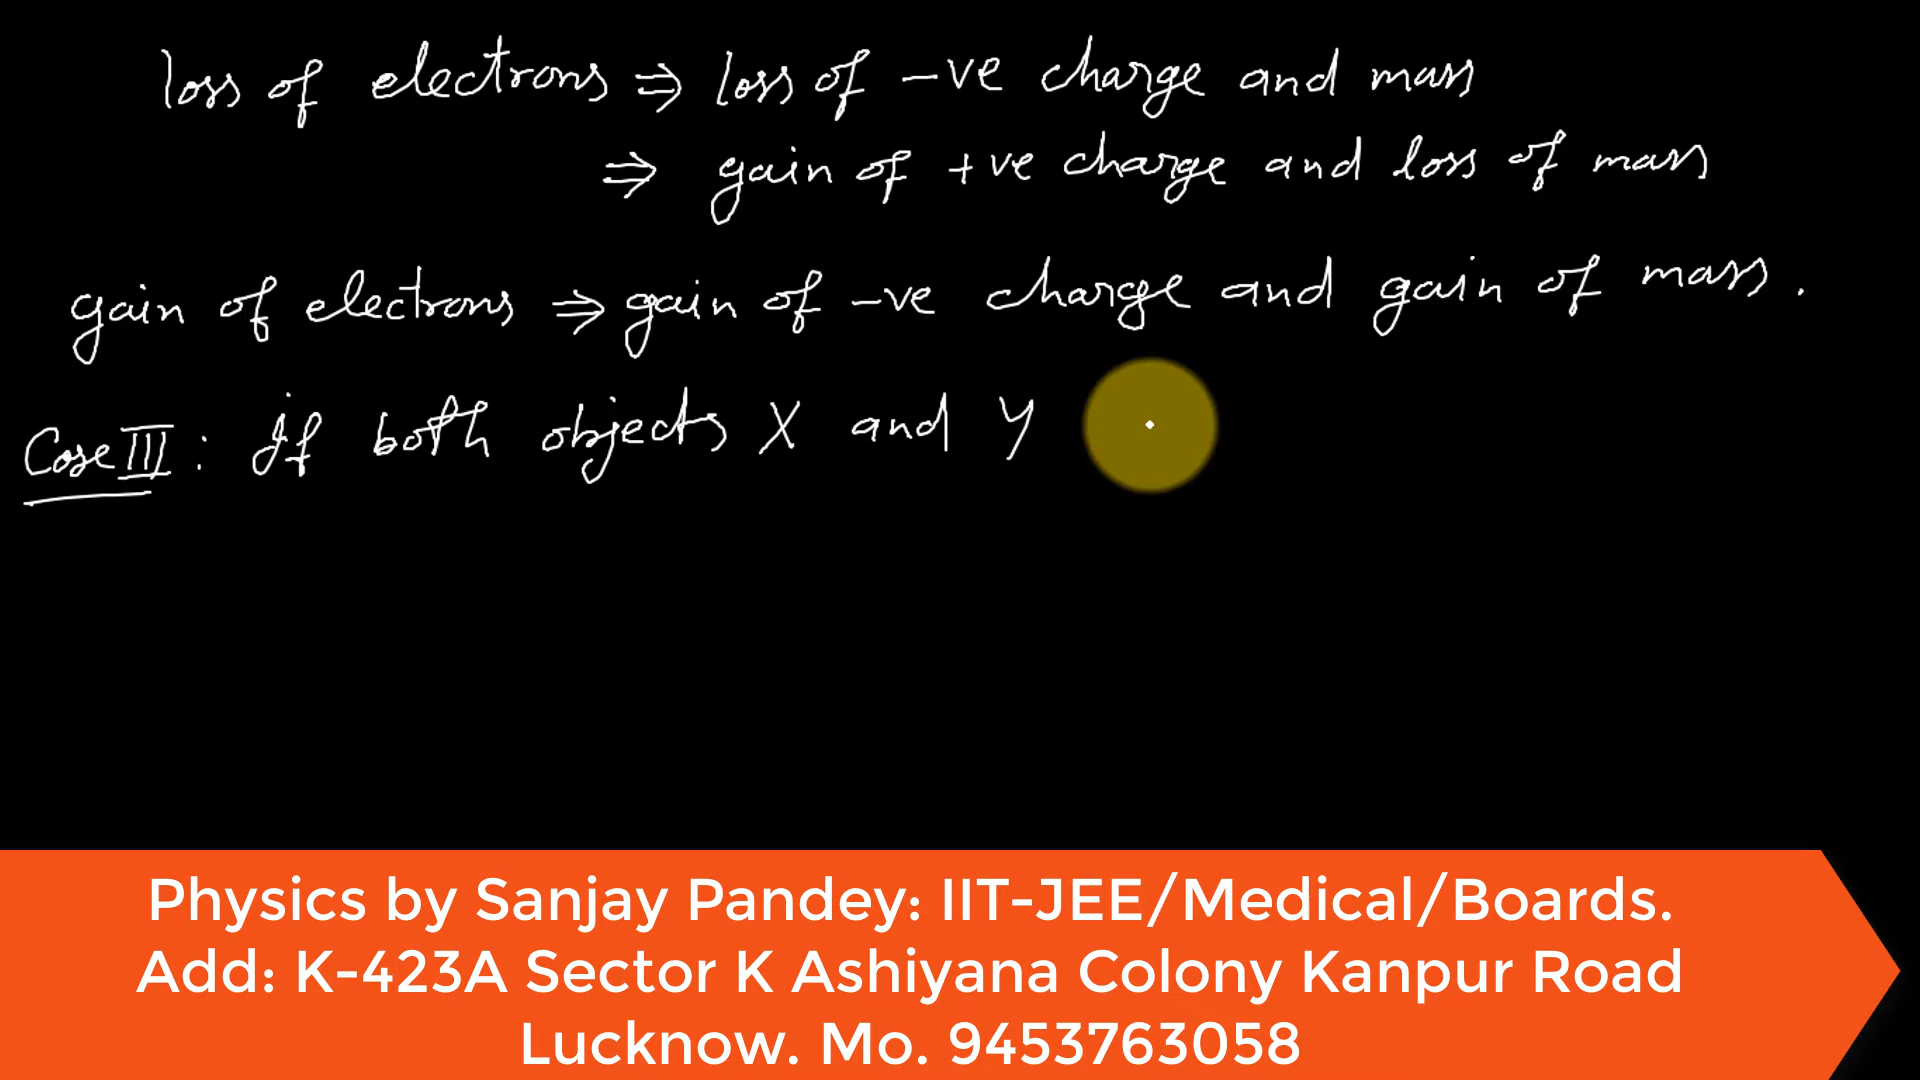 loss of electrons ⇒ loss of -ve charge and mass
⇒ gain of +ve charge and loss of mass
gain of electrons ⇒ gain of -ve charge and gain of mass.
Case III : If both objects X and Y
Physics by Sanjay Pandey: IIT-JEE/Medical/Boards.
Add: K-423A Sector K Ashiyana Colony Kanpur Road
Lucknow. Mo. 9453763058